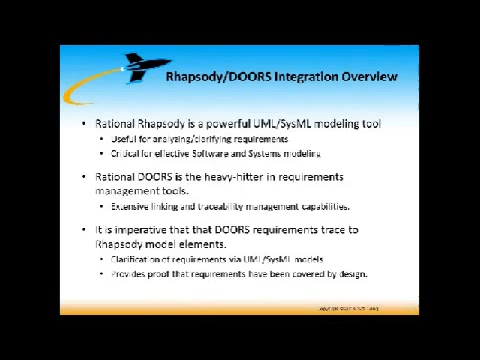 Rhapsody/DOORS Integration Overview
• Rational Rhapsody is a powerful UML/SysML modeling tool
• Useful for analyzing/clarifying requirements
• Critical for effective Software and Systems modeling
• Rational DOORS is the heavy-hitter in requirements
management tools.
• Extensive linking and traceability management capabilities.
• It is imperative that that DOORS requirements trace to
Rhapsody model elements.
• Clarification of requirements via UML/SysML models
• Provides proof that requirements have been covered by design.